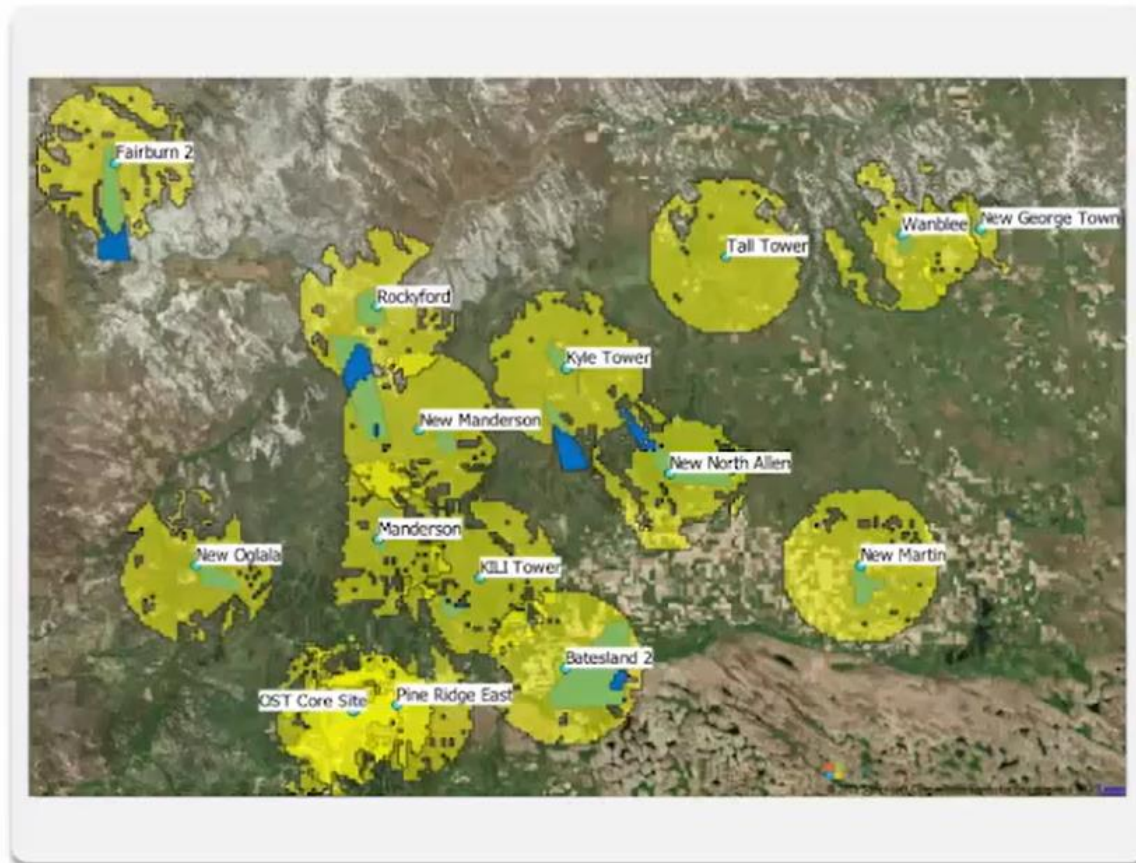 Fairburn 2
New George Town
Wanblee
Tall Tower
Rockyford
Kyle Tower
New Manderson
New North Allen
Manderson
New Oglala
KILI Tower
New Martin
Batesland 2
OST Core Site
Pine Ridge East